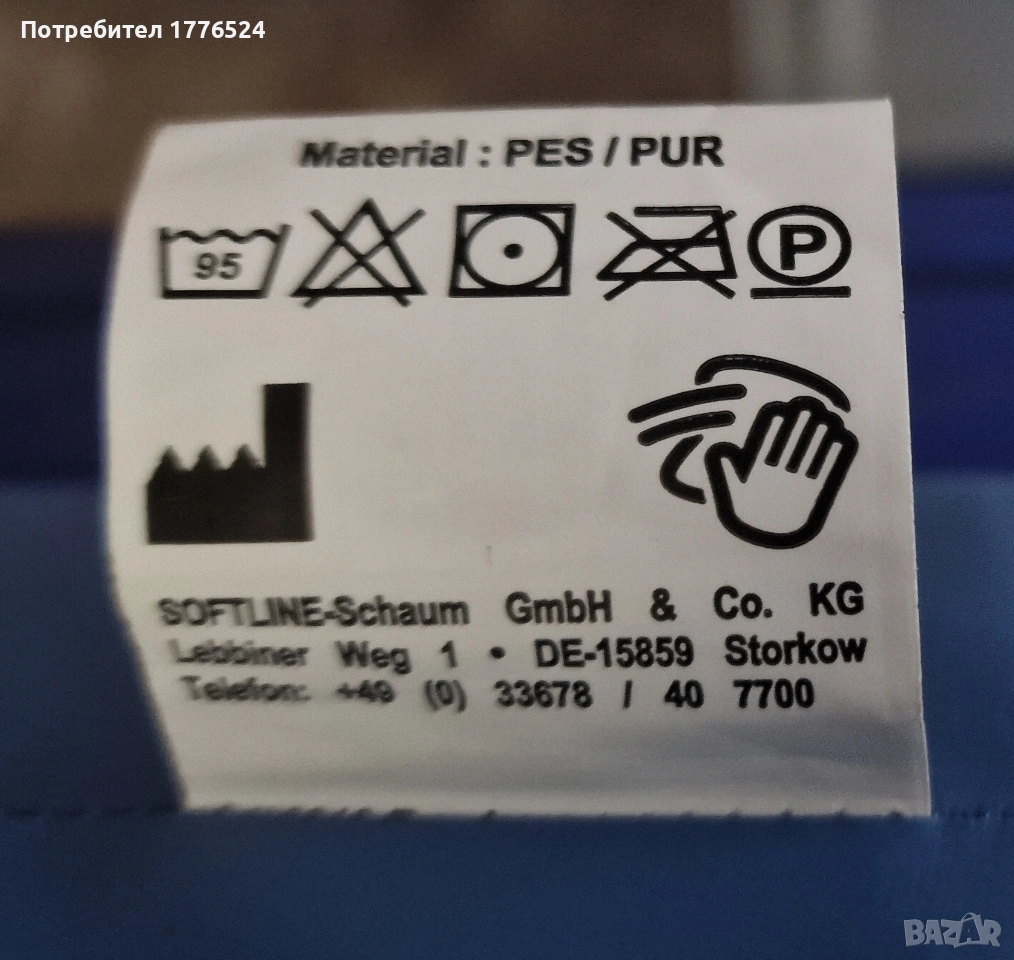 Потребител 1776524
Material : PES / PUR
95
P
SOFTLINE-Schaum GmbH & Co. KG
Lebbiner Weg 1 • DE-15859 Storkow
Telefon: +49 (0) 33678 / 40 7700
BAZAR